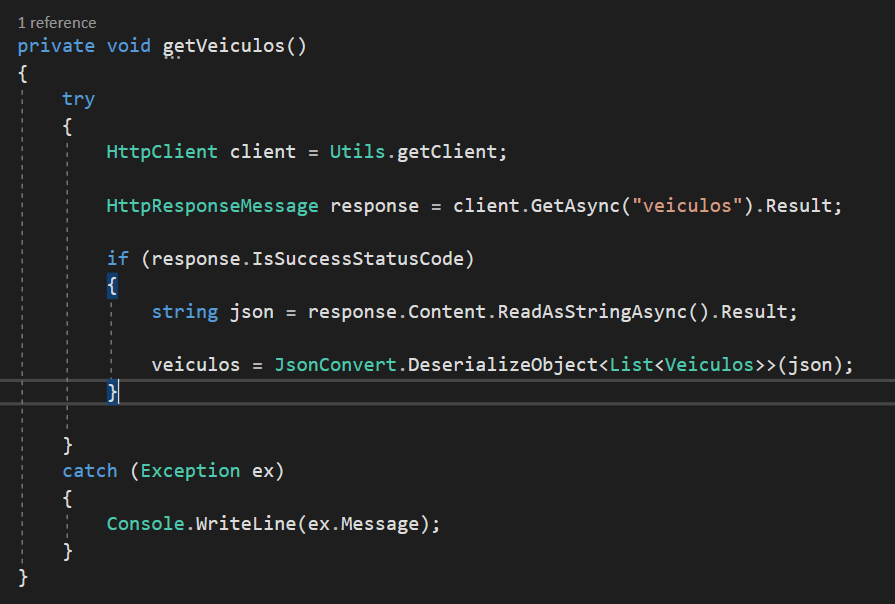 1 reference
private void getVeiculos()
{
try
{
HttpClient client = Utils.getClient;
HttpResponseMessage response = client.GetAsync("veiculos").Result;
if (response.IsSuccessStatusCode)
{
string json = response.Content.ReadAsStringAsync().Result;
veiculos = JsonConvert.DeserializeObject<List<Veiculos>>(json);
}
}
catch (Exception ex)
{
Console.WriteLine(ex.Message);
}
}